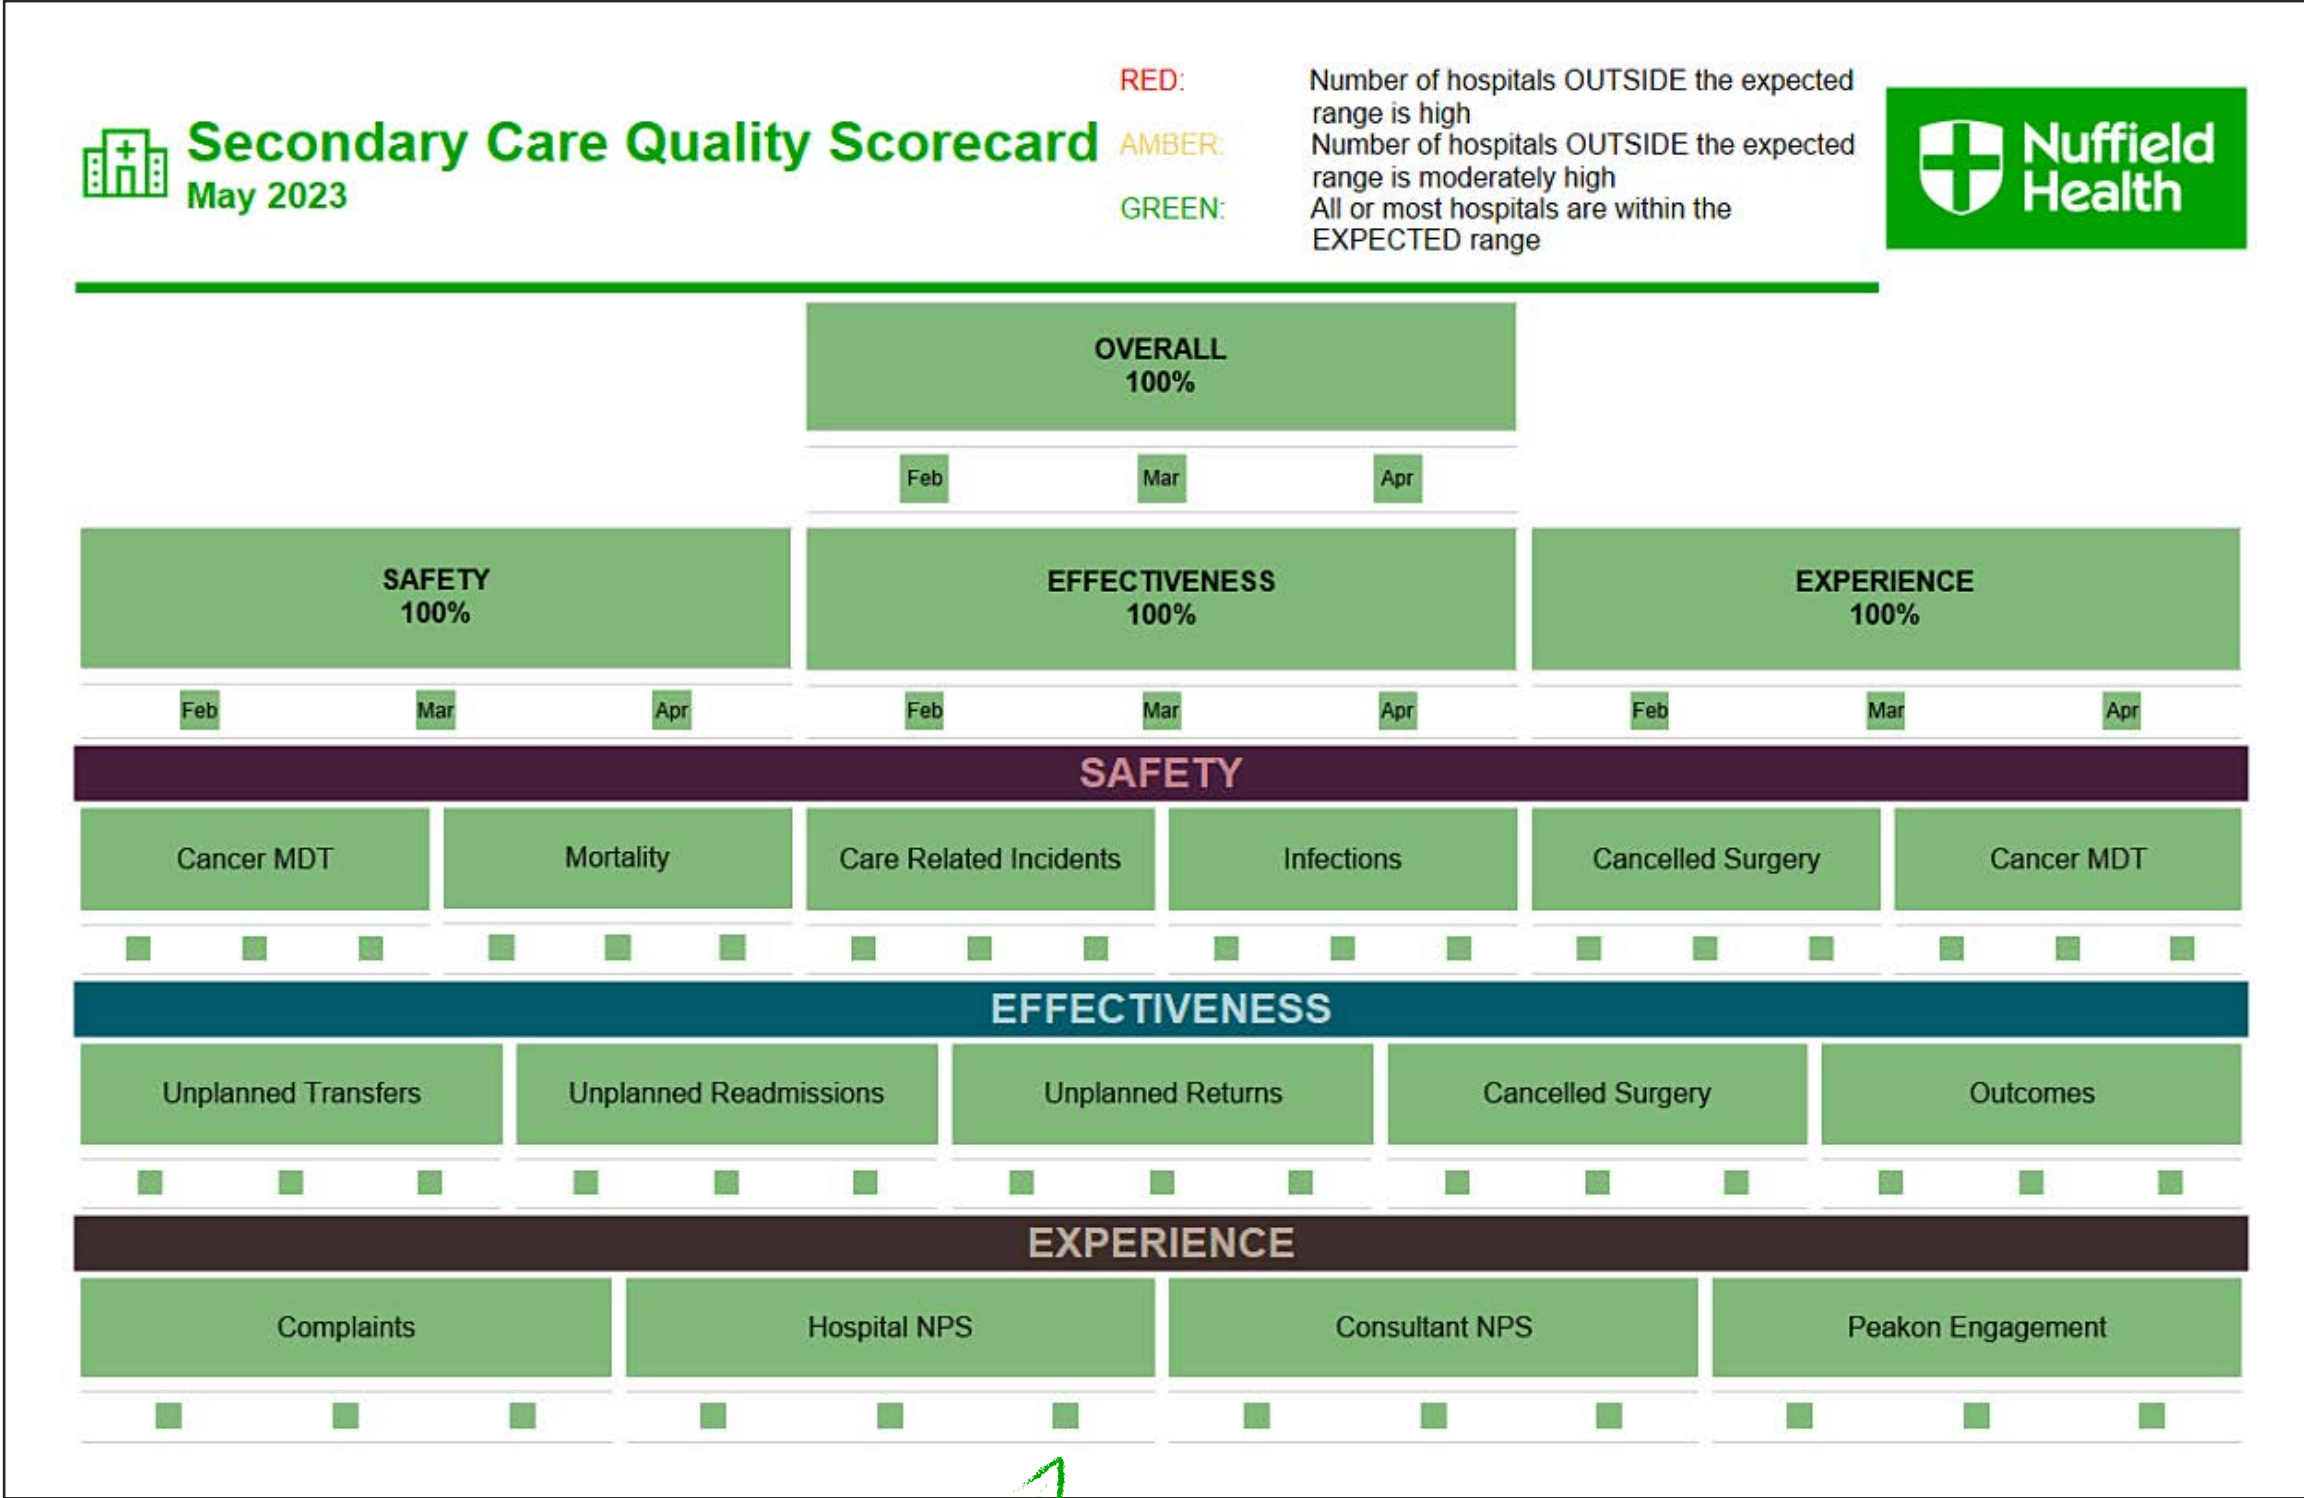 Secondary Care Quality Scorecard
May 2023
RED:
Number of hospitals OUTSIDE the expected
range is high
AMBER:
Number of hospitals OUTSIDE the expected
range is moderately high
GREEN:
All or most hospitals are within the
EXPECTED range
Nuffield
Health
OVERALL
100%
Feb Mar Apr
SAFETY
100%
EFFECTIVENESS
100%
EXPERIENCE
100%
Feb Mar Apr
Feb Mar Apr
Feb Mar Apr
SAFETY
Cancer MDT
Mortality
Care Related Incidents
Infections
Cancelled Surgery
Cancer MDT
EFFECTIVENESS
Unplanned Transfers
Unplanned Readmissions
Unplanned Returns
Cancelled Surgery
Outcomes
EXPERIENCE
Complaints
Hospital NPS
Consultant NPS
Peakon Engagement